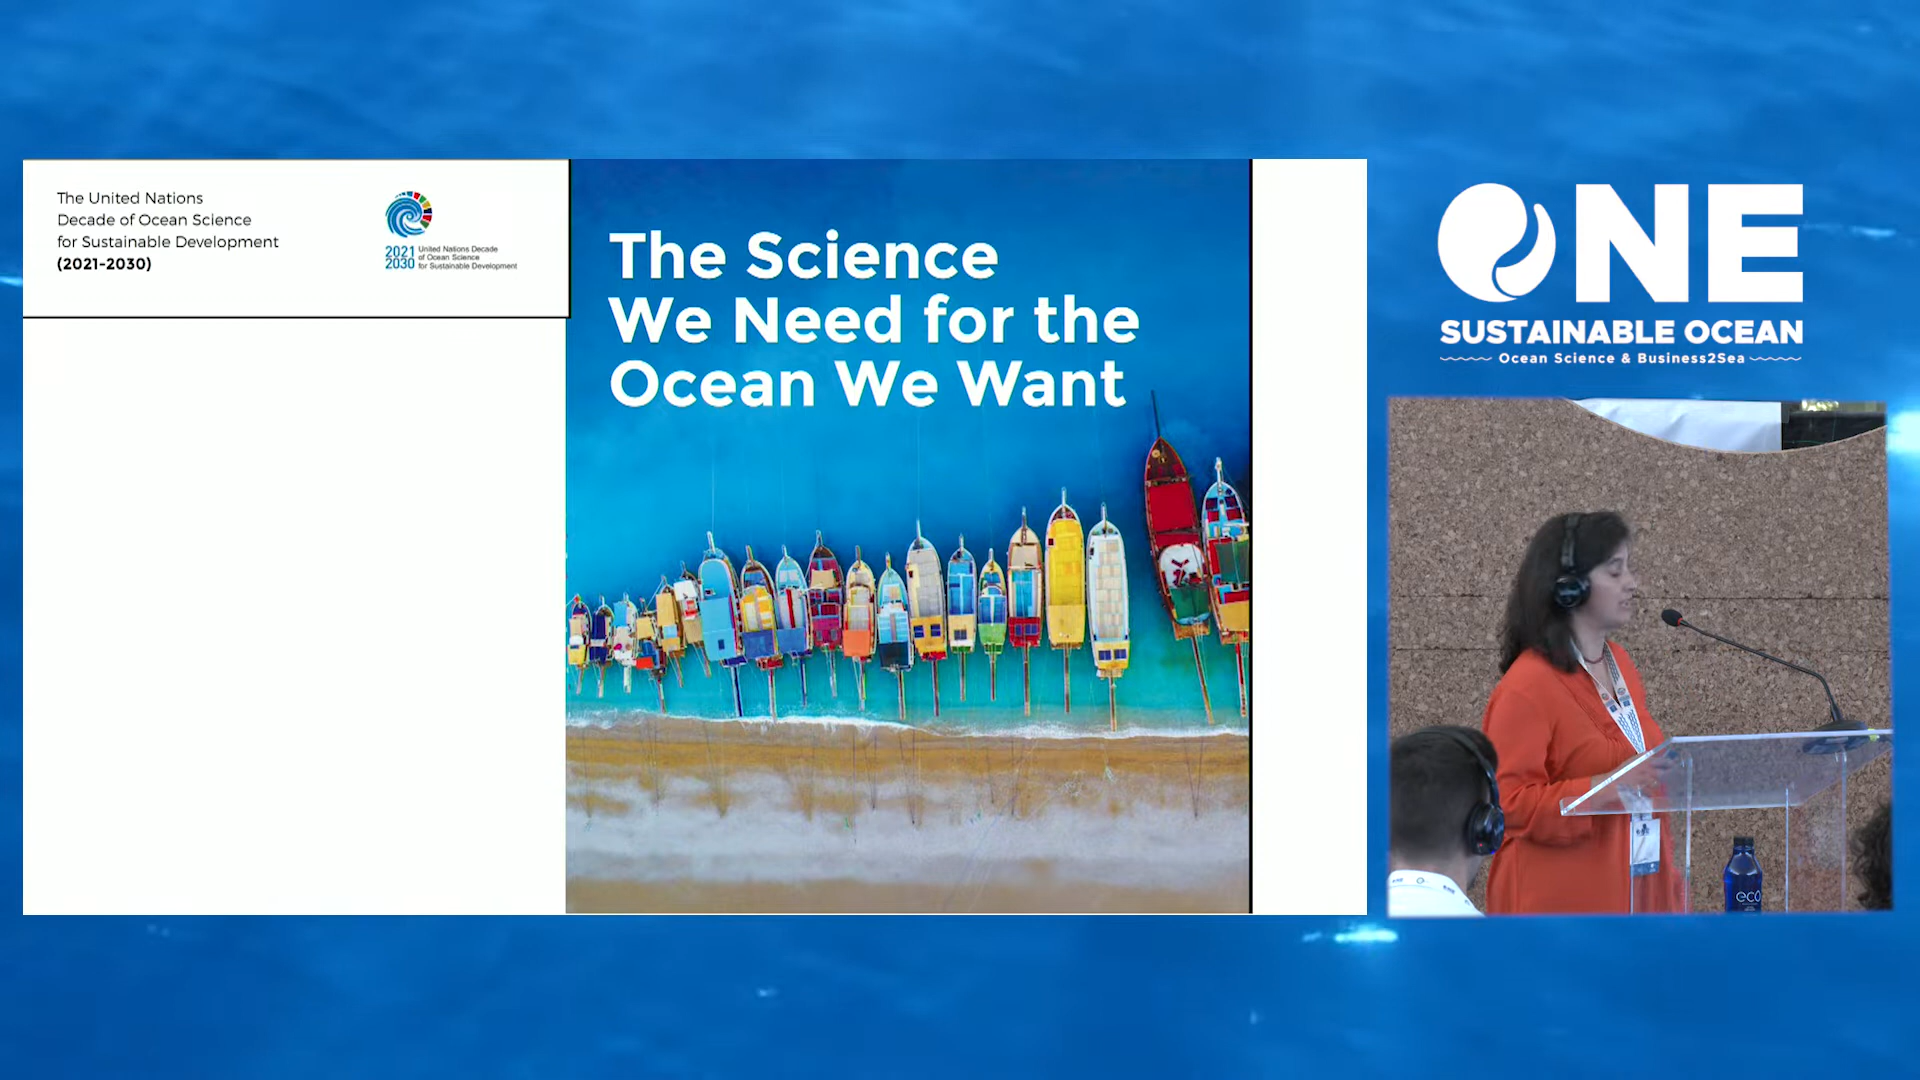 The United Nations
Decade of Ocean Science
for Sustainable Development
(2021-2030)
2021
2030
United Nations Decade
of Ocean Science
for Sustainable Development
The Science
We Need for the
Ocean We Want
ONE
SUSTAINABLE OCEAN
Ocean Science & Business2Sea
eco